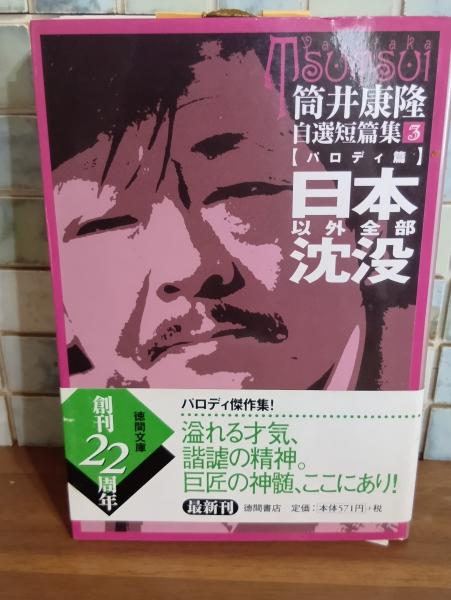 Yasutaka
TSUTSUI
筒井康隆
自選短篇集3
【パロディ篇】
日本
以外全部
沈没
徳間文庫
創刊22周年
パロディ傑作集!
溢れる才気、
諧謔の精神。
巨匠の神髄、ここにあり!
最新刊 徳間書店 定価:本体571円+税